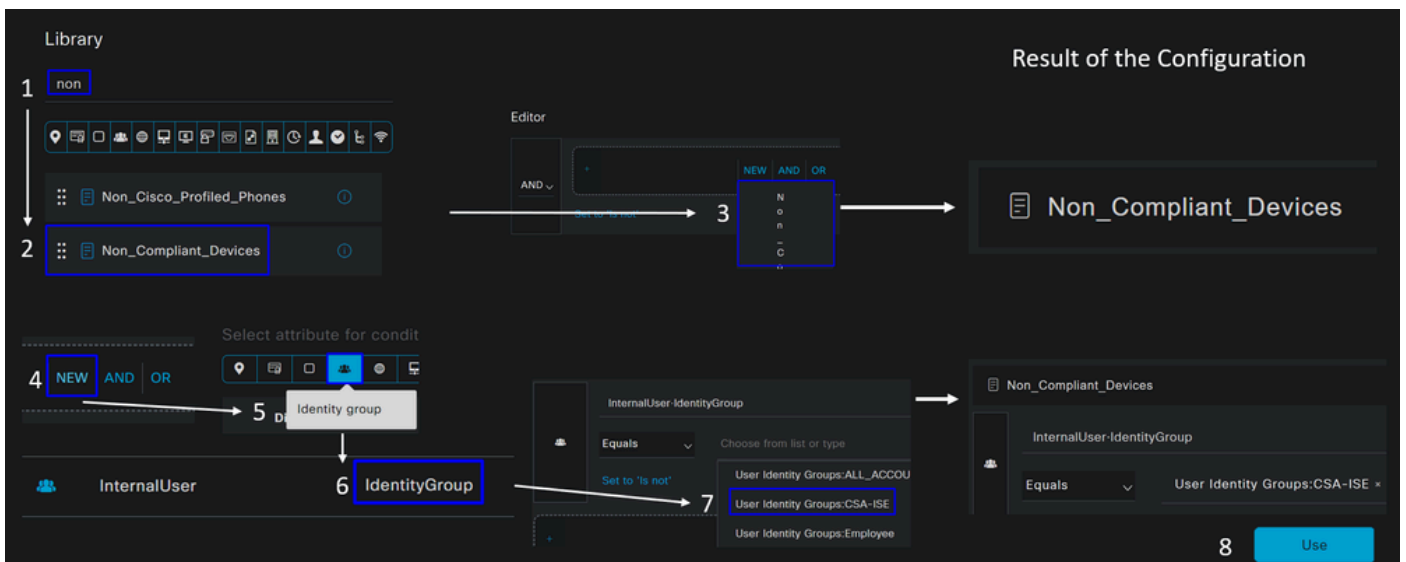 Library
Result of the Configuration
1 non
Editor
NEW AND OR
AND
Non_Cisco_Profiled_Phones
Set to 'Is not'
3
N
o
n
_
C
Non_Compliant_Devices
2 Non_Compliant_Devices
Select attribute for condit
4 NEW AND OR
5
Identity group
InternalUser
6 IdentityGroup
InternalUser·IdentityGroup
Equals
Choose from list or type
Set to 'Is not'
User Identity Groups:ALL_ACCOU
7 User Identity Groups:CSA-ISE
User Identity Groups:Employee
Non_Compliant_Devices
InternalUser·IdentityGroup
Equals
User Identity Groups:CSA-ISE ×
8 Use